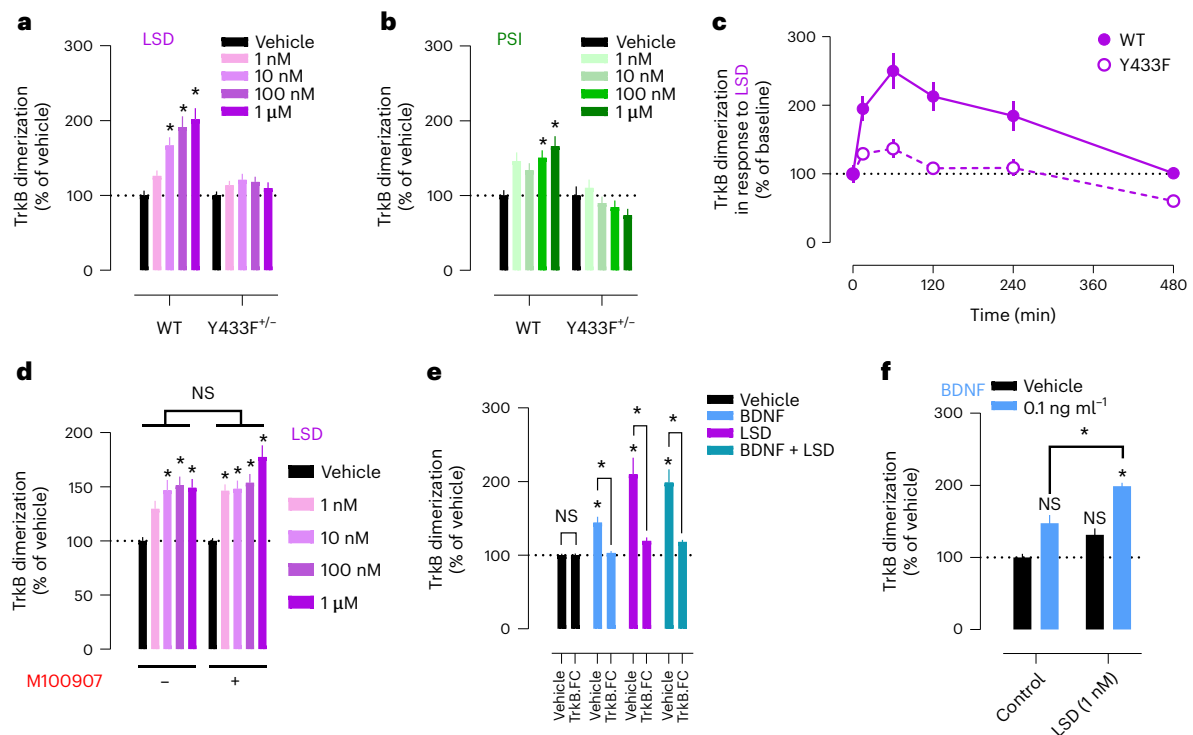 a
LSD
Vehicle
1 nM
10 nM
100 nM
1 μM
TrkB dimerization
(% of vehicle)
300
200
100
0
*
*
*
WT
Y433F+/−
b
PSI
Vehicle
1 nM
10 nM
100 nM
1 μM
TrkB dimerization
(% of vehicle)
300
200
100
0
*
*
WT
Y433F+/−
c
WT
Y433F
TrkB dimerization
in response to LSD
(% of baseline)
300
200
100
0
0
120
240
360
480
Time (min)
d
NS
LSD
Vehicle
1 nM
10 nM
100 nM
1 μM
TrkB dimerization
(% of vehicle)
200
150
100
50
0
*
*
*
*
*
*
*
M100907
−
+
e
Vehicle
BDNF
LSD
BDNF + LSD
TrkB dimerization
(% of vehicle)
300
200
100
0
NS
*
*
*
*
*
*
Vehicle
TrkB.FC
Vehicle
TrkB.FC
Vehicle
TrkB.FC
Vehicle
TrkB.FC
f
BDNF
Vehicle
0.1 ng ml−1
TrkB dimerization
(% of vehicle)
300
200
100
0
*
NS
NS
*
Control
LSD (1 nM)